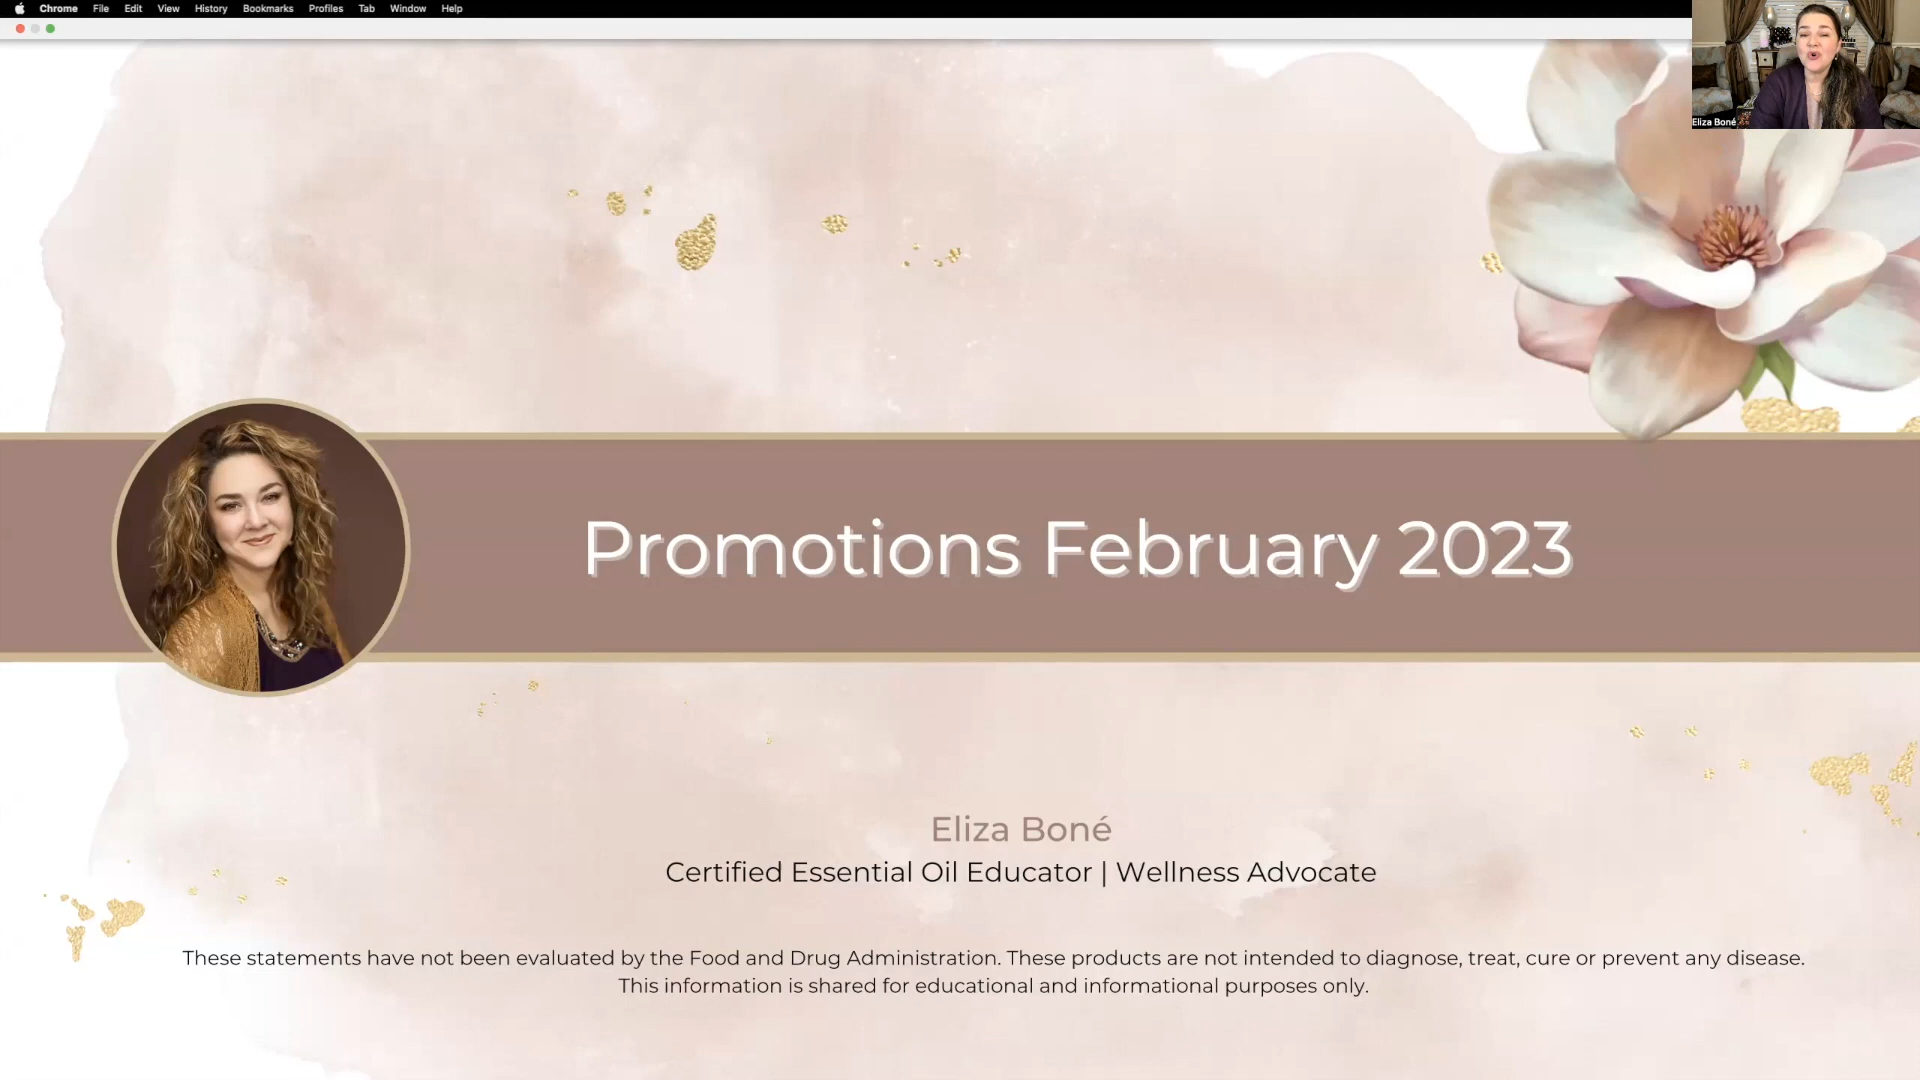 Chrome File Edit View History Bookmarks Profiles Tab Window Help
Eliza Boné
Promotions February 2023
Eliza Boné
Certified Essential Oil Educator | Wellness Advocate
These statements have not been evaluated by the Food and Drug Administration. These products are not intended to diagnose, treat, cure or prevent any disease.
This information is shared for educational and informational purposes only.